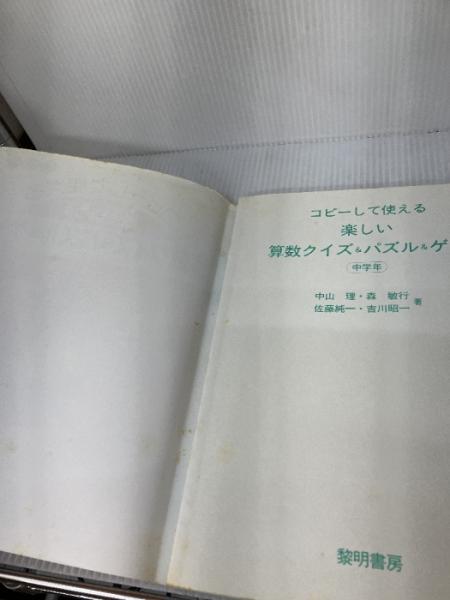 コピーして使える
楽しい
算数クイズ&パズル&ゲ
中学年
中山 理・森 敏行
佐藤純一・吉川昭一 著
黎明書房